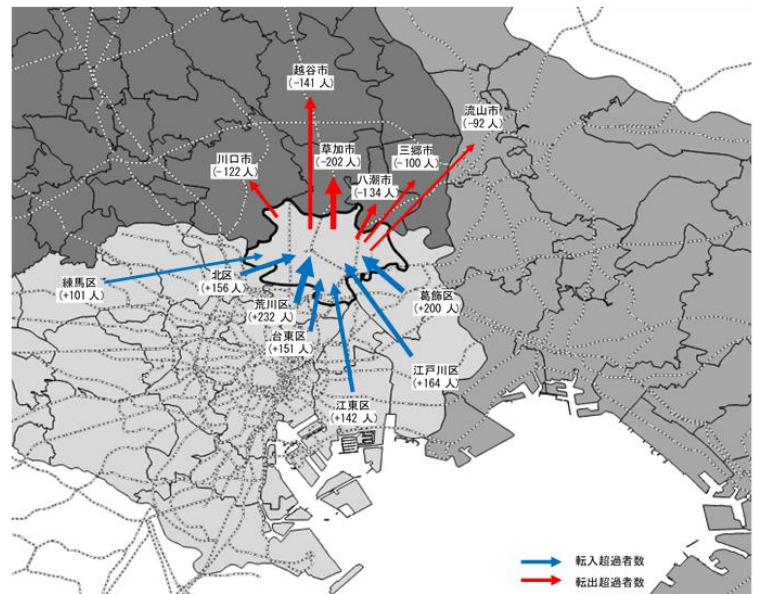 越谷市
(-141 人)
流山市
(-92 人)
草加市
(-202 人)
三郷市
(-100 人)
川口市
(-122 人)
八潮市
(-134 人)
練馬区
(+101 人)
北区
(+156 人)
荒川区
(+232 人)
葛飾区
(+200 人)
台東区
(+151 人)
江戸川区
(+164 人)
江東区
(+142 人)
転入超過者数
転出超過者数